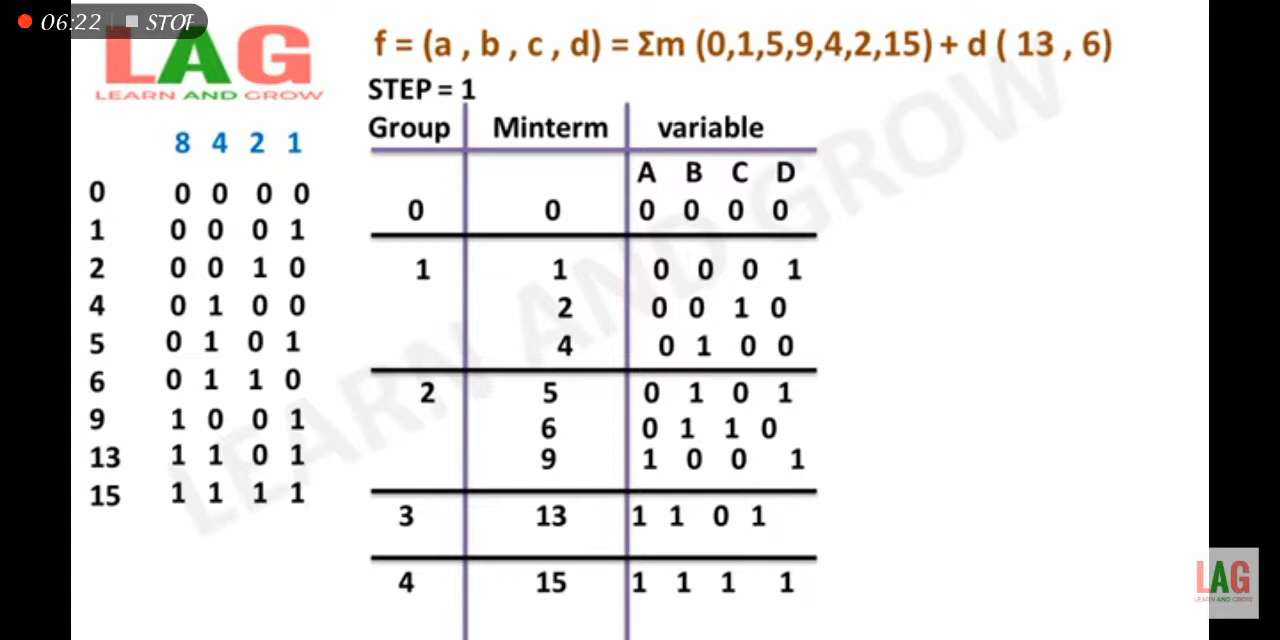 06:22 STOP
LAG
LEARN AND GROW
f = (a , b , c , d) = Σm (0,1,5,9,4,2,15) + d ( 13 , 6)
STEP = 1
8 4 2 1
0 0 0 0 0
1 0 0 0 1
2 0 0 1 0
4 0 1 0 0
5 0 1 0 1
6 0 1 1 0
9 1 0 0 1
13 1 1 0 1
15 1 1 1 1
Group Minterm variable
A B C D
0 0 0 0 0 0
1 1 0 0 0 1
2 0 0 1 0
4 0 1 0 0
2 5 0 1 0 1
6 0 1 1 0
9 1 0 0 1
3 13 1 1 0 1
4 15 1 1 1 1
LEARN AND GROW
LAG
LEARN AND GROW